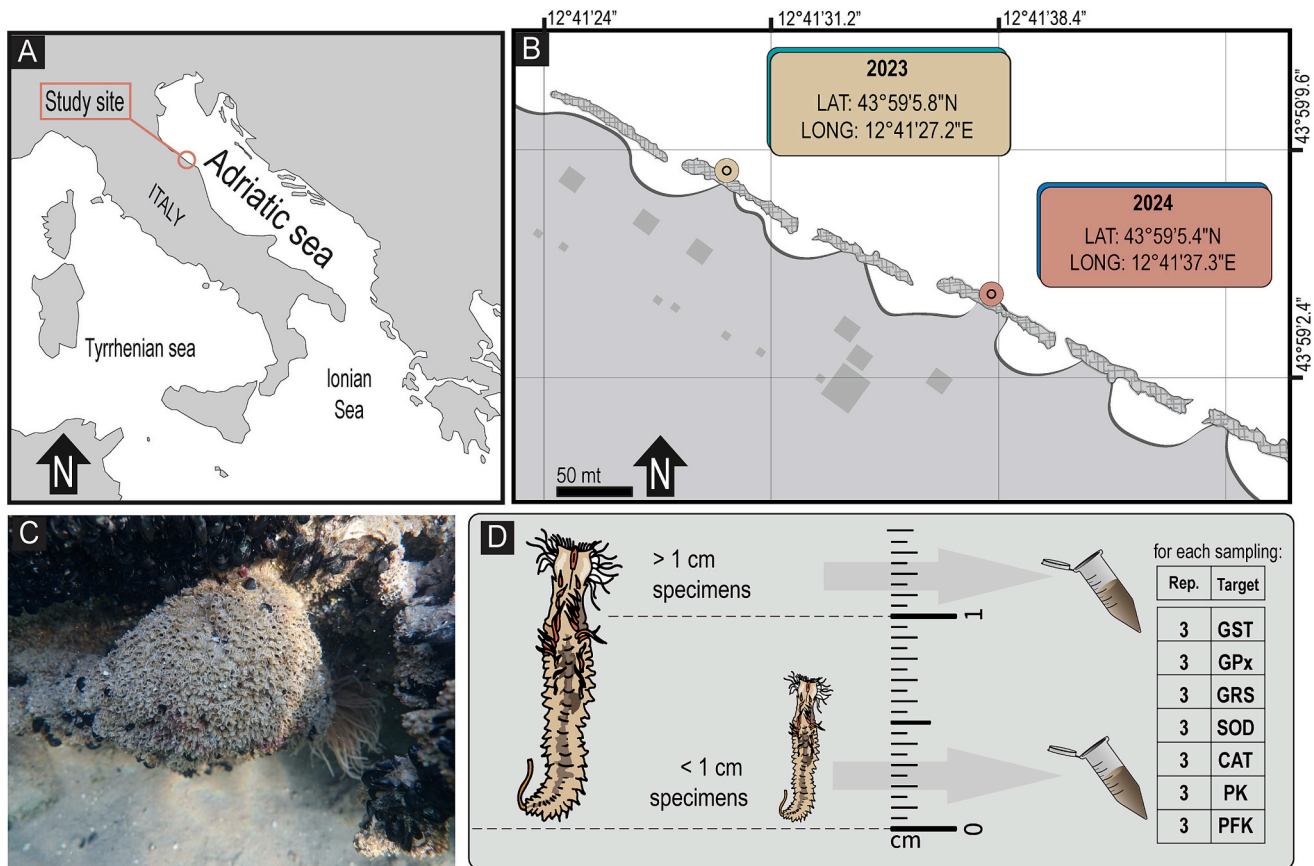 A
Study site
Adriatic sea
ITALY
Tyrrhenian sea
Ionian
Sea
N
12°41'24"
12°41'31.2"
12°41'38.4"
B
2023
LAT: 43°59'5.8"N
LONG: 12°41'27.2"E
43°59'9.6"
2024
LAT: 43°59'5.4"N
LONG: 12°41'37.3"E
43°59'2.4"
50 mt
N
C
D
> 1 cm
specimens
< 1 cm
specimens
1
0
cm
for each sampling:
Rep. Target
3 GST
3 GPx
3 GRS
3 SOD
3 CAT
3 PK
3 PFK